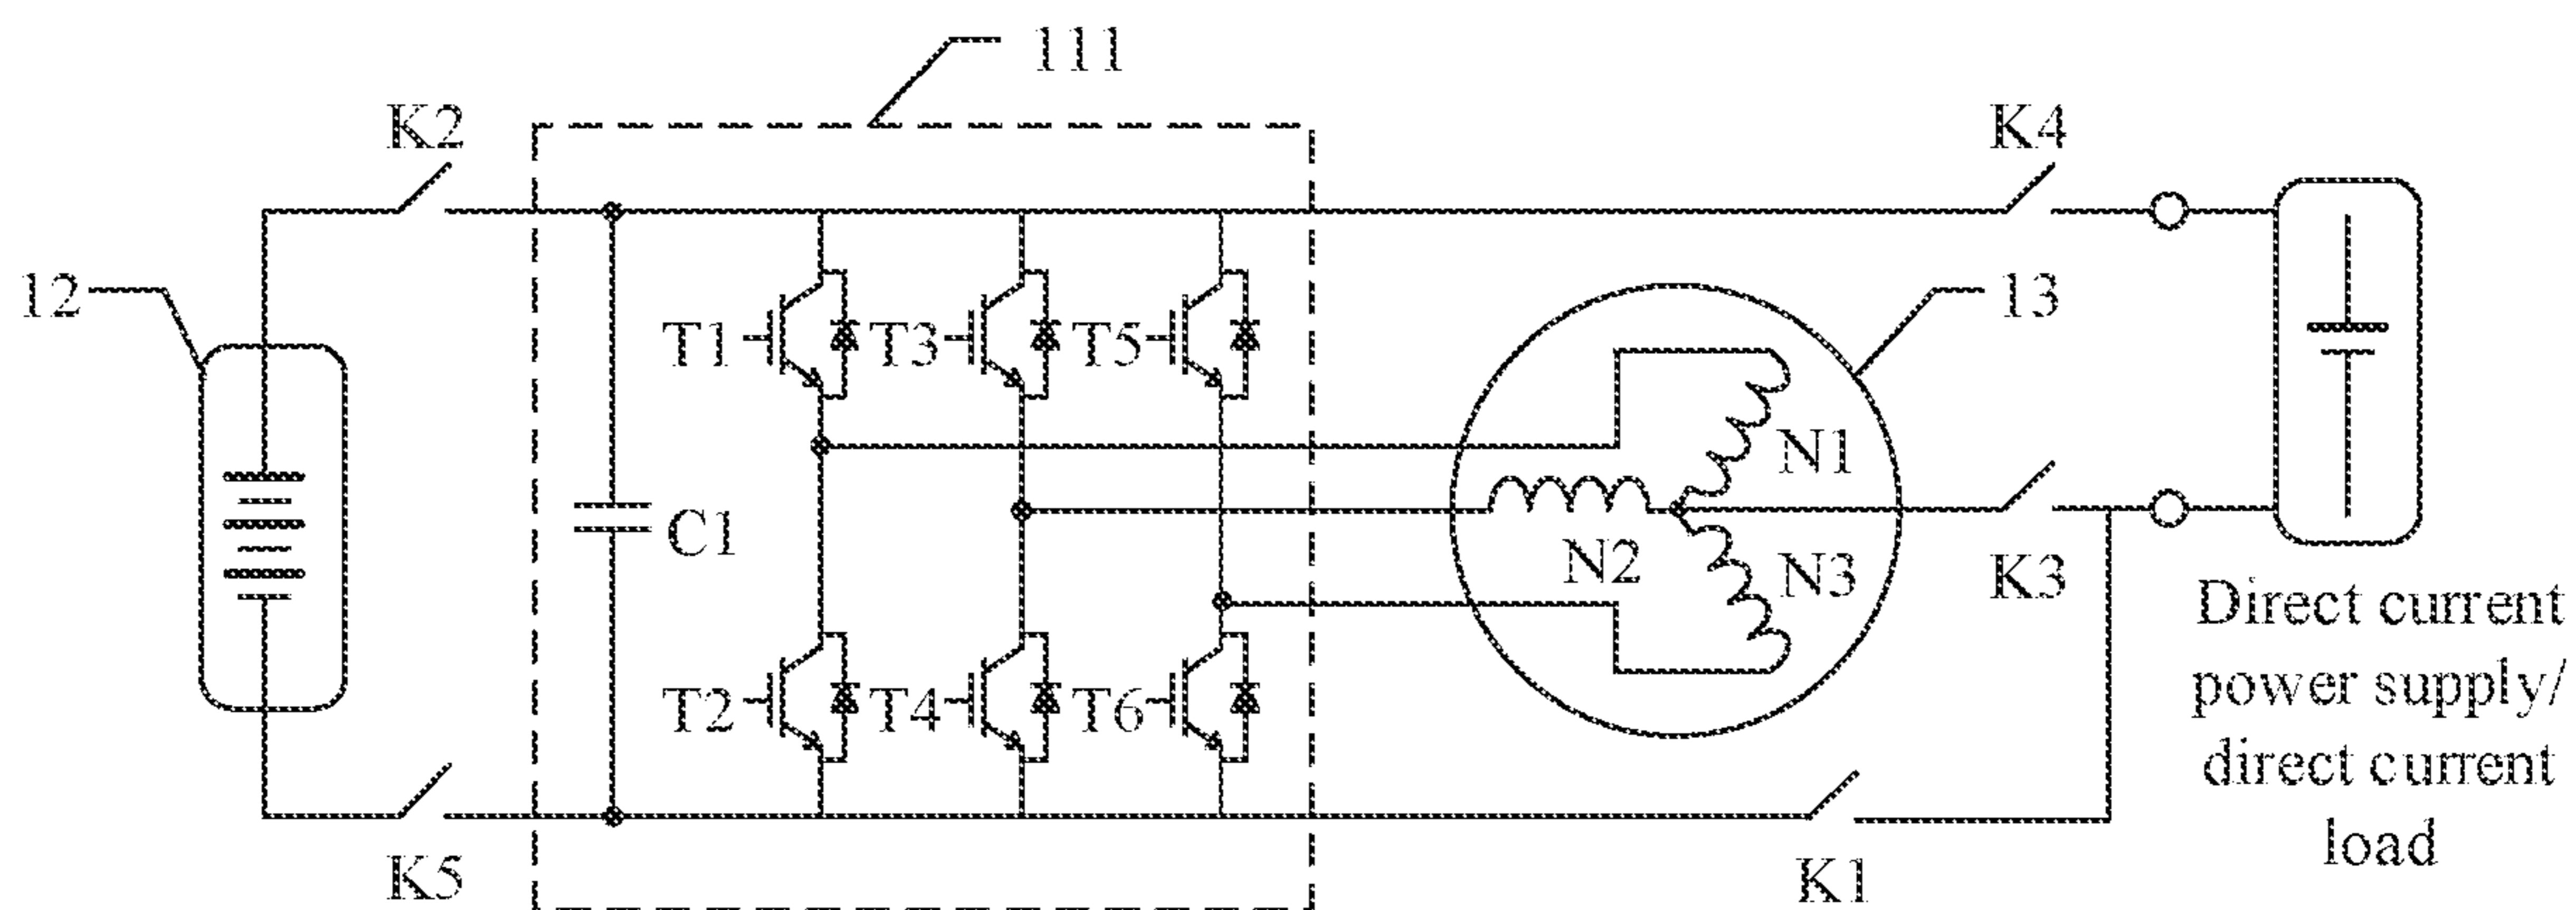 111
K2
K4
12
13
T1
T3
T5
N1
C1
N2
N3
K3
T2
T4
T6
Direct current
power supply/
direct current
load
K5
K1